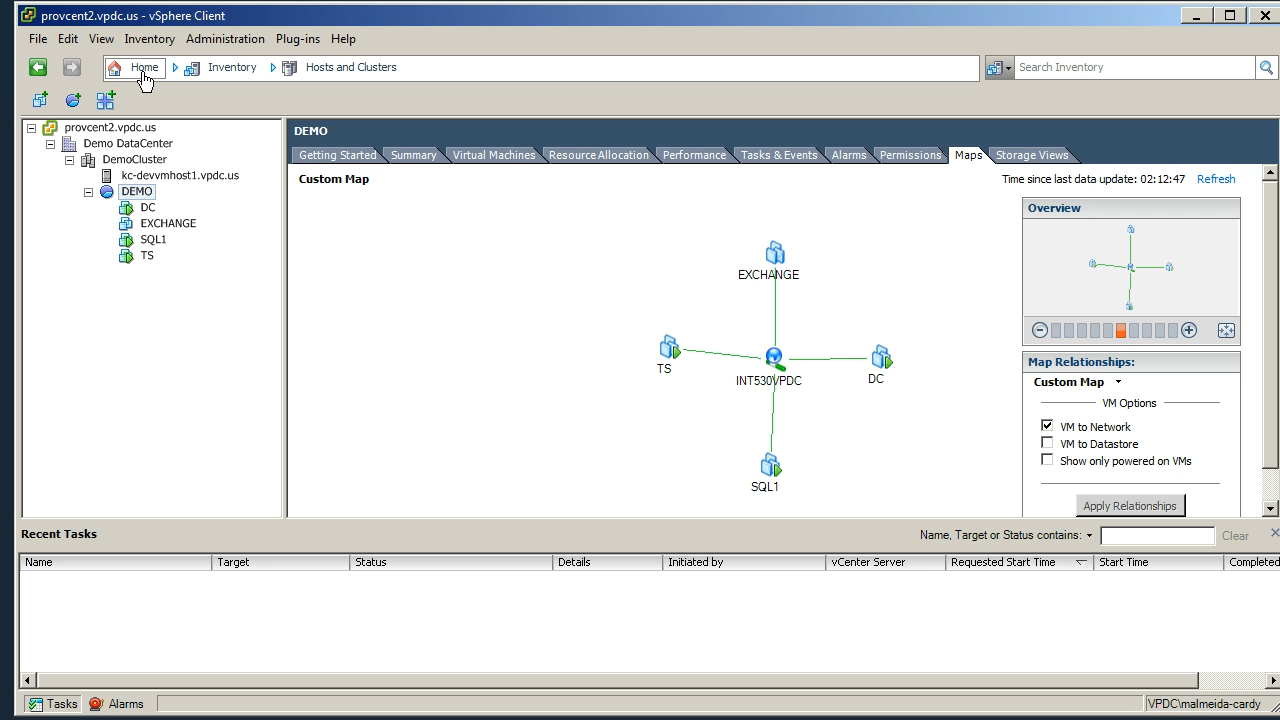 provcent2.vpdc.us - vSphere Client
File Edit View Inventory Administration Plug-ins Help
Home Inventory Hosts and Clusters Search Inventory
provcent2.vpdc.us
Demo DataCenter
DemoCluster
kc-devvmhost1.vpdc.us
DEMO
DC
EXCHANGE
SQL1
TS
DEMO
Getting Started Summary Virtual Machines Resource Allocation Performance Tasks & Events Alarms Permissions Maps Storage Views
Custom Map Time since last data update: 02:12:47 Refresh
EXCHANGE
TS
INT530VPDC
DC
SQL1
Overview
Map Relationships:
Custom Map
VM Options
VM to Network
VM to Datastore
Show only powered on VMs
Apply Relationships
Recent Tasks Name, Target or Status contains: Clear
Name Target Status Details Initiated by vCenter Server Requested Start Time Start Time Completed
Tasks Alarms VPDC\malmeida-cardy